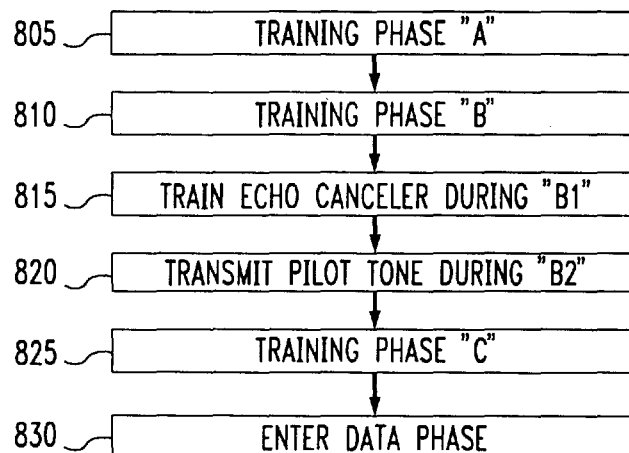 805 TRAINING PHASE "A"
810 TRAINING PHASE "B"
815 TRAIN ECHO CANCELER DURING "B1"
820 TRANSMIT PILOT TONE DURING "B2"
825 TRAINING PHASE "C"
830 ENTER DATA PHASE